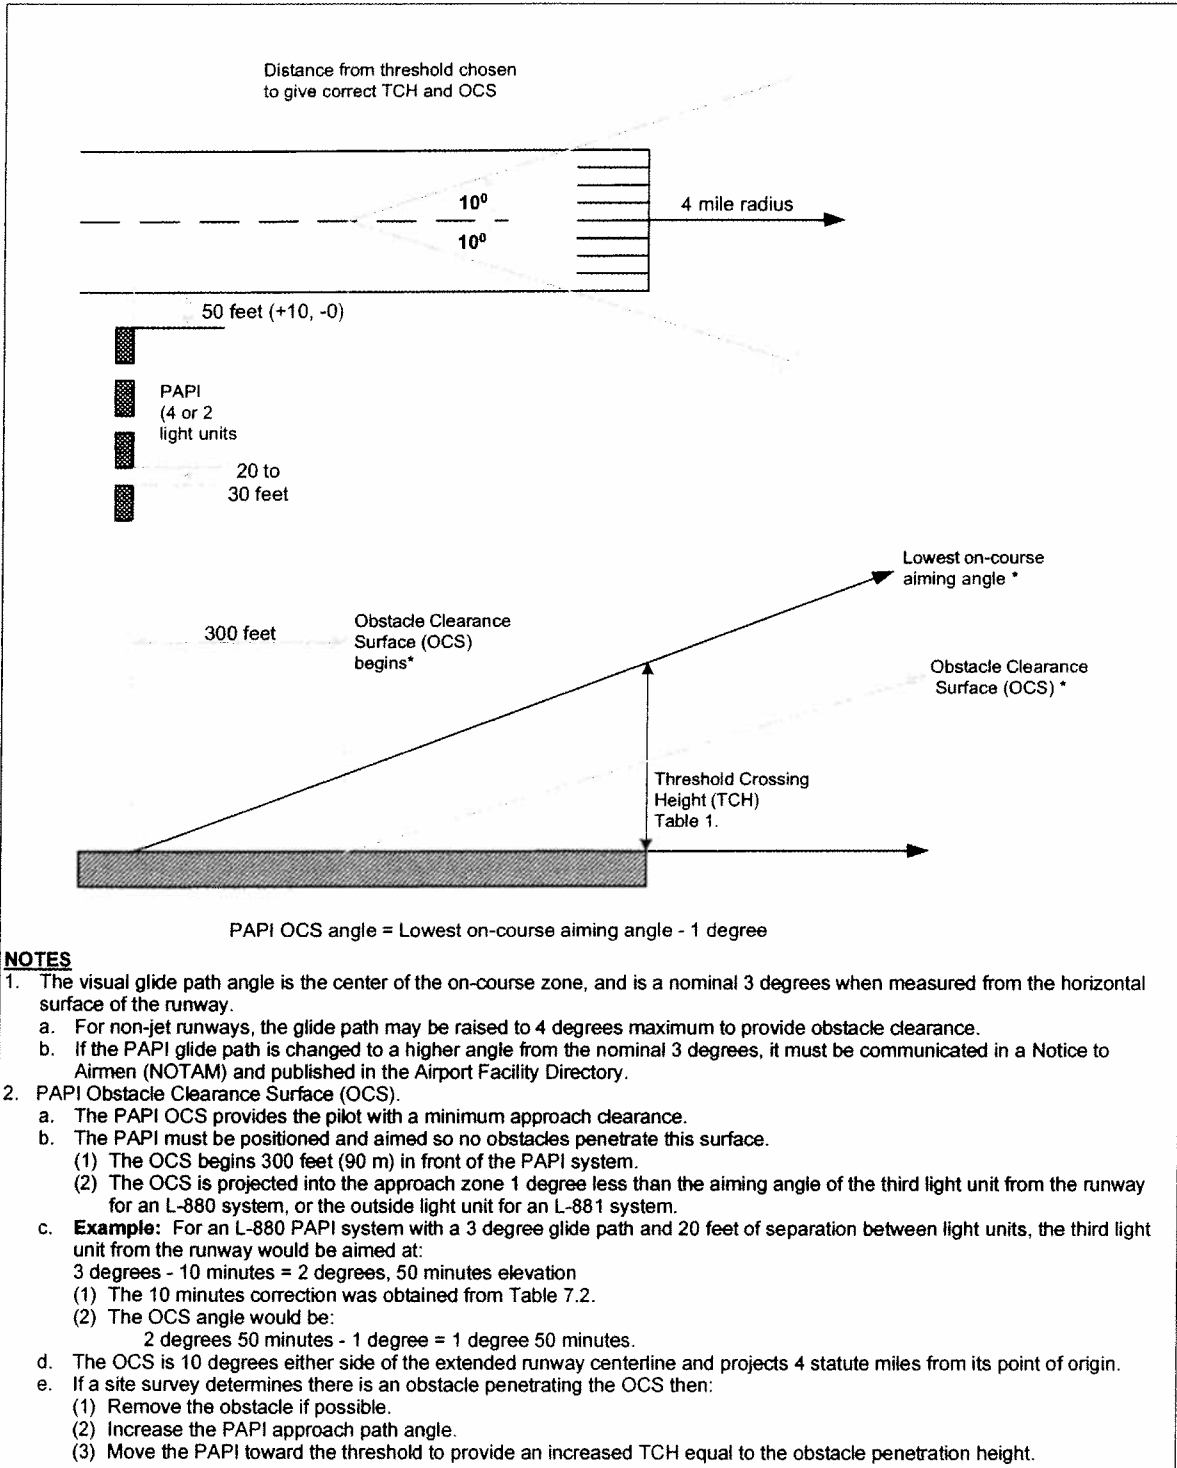 Distance from threshold chosen
to give correct TCH and OCS
10⁰
4 mile radius
10⁰
50 feet (+10, -0)
PAPI
(4 or 2
light units
20 to
30 feet
Lowest on-course
aiming angle *
300 feet
Obstacle Clearance
Surface (OCS)
begins*
Obstacle Clearance
Surface (OCS) *
Threshold Crossing
Height (TCH)
Table 1.
PAPI OCS angle = Lowest on-course aiming angle - 1 degree
NOTES
1. The visual glide path angle is the center of the on-course zone, and is a nominal 3 degrees when measured from the horizontal
surface of the runway.
a. For non-jet runways, the glide path may be raised to 4 degrees maximum to provide obstacle clearance.
b. If the PAPI glide path is changed to a higher angle from the nominal 3 degrees, it must be communicated in a Notice to
Airmen (NOTAM) and published in the Airport Facility Directory.
2. PAPI Obstacle Clearance Surface (OCS).
a. The PAPI OCS provides the pilot with a minimum approach clearance.
b. The PAPI must be positioned and aimed so no obstacles penetrate this surface.
(1) The OCS begins 300 feet (90 m) in front of the PAPI system.
(2) The OCS is projected into the approach zone 1 degree less than the aiming angle of the third light unit from the runway
for an L-880 system, or the outside light unit for an L-881 system.
c. Example: For an L-880 PAPI system with a 3 degree glide path and 20 feet of separation between light units, the third light
unit from the runway would be aimed at:
3 degrees - 10 minutes = 2 degrees, 50 minutes elevation
(1) The 10 minutes correction was obtained from Table 7.2.
(2) The OCS angle would be:
2 degrees 50 minutes - 1 degree = 1 degree 50 minutes.
d. The OCS is 10 degrees either side of the extended runway centerline and projects 4 statute miles from its point of origin.
e. If a site survey determines there is an obstacle penetrating the OCS then:
(1) Remove the obstacle if possible.
(2) Increase the PAPI approach path angle.
(3) Move the PAPI toward the threshold to provide an increased TCH equal to the obstacle penetration height.